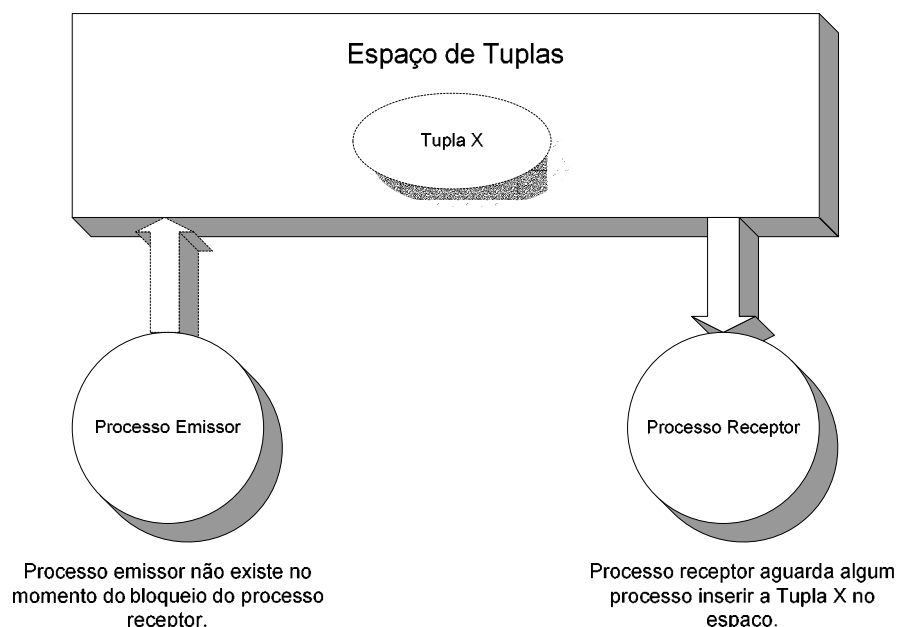 Espaço de Tuplas
Tupla X
Processo Emissor
Processo Receptor
Processo emissor não existe no
momento do bloqueio do processo
receptor.
Processo receptor aguarda algum
processo inserir a Tupla X no
espaço.